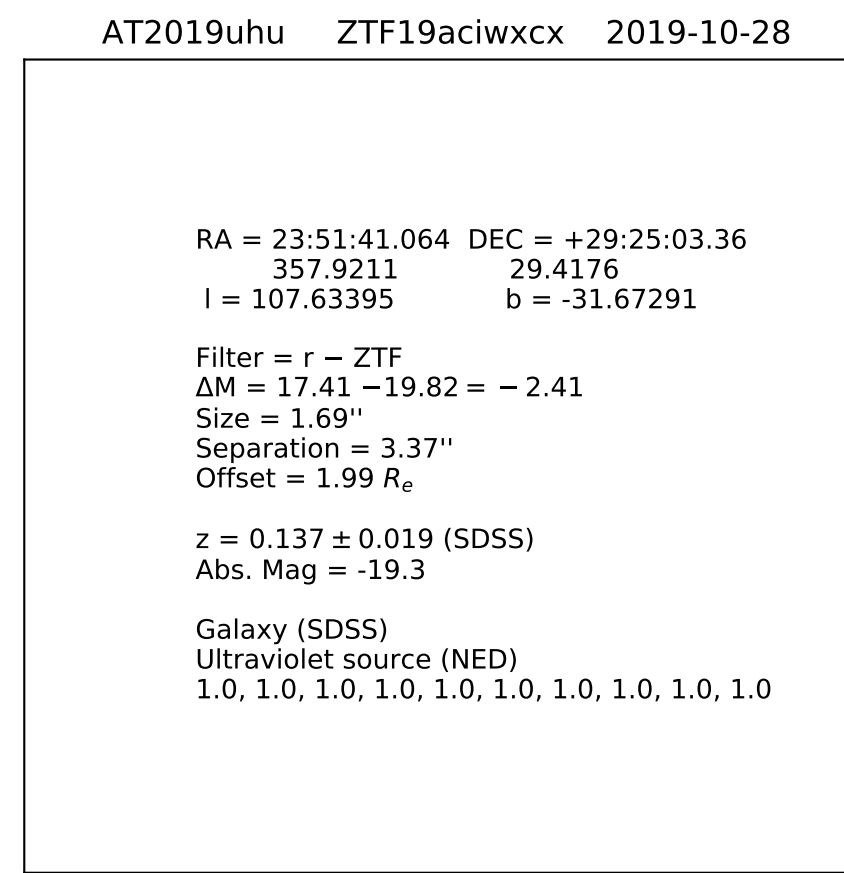 AT2019uhu ZTF19aciwxcx 2019-10-28
RA = 23:51:41.064 DEC = +29:25:03.36
357.9211 29.4176
l = 107.63395 b = -31.67291
Filter = r − ZTF
ΔM = 17.41 −19.82 = − 2.41
Size = 1.69''
Separation = 3.37''
Offset = 1.99 Rₑ
z = 0.137 ± 0.019 (SDSS)
Abs. Mag = -19.3
Galaxy (SDSS)
Ultraviolet source (NED)
1.0, 1.0, 1.0, 1.0, 1.0, 1.0, 1.0, 1.0, 1.0, 1.0